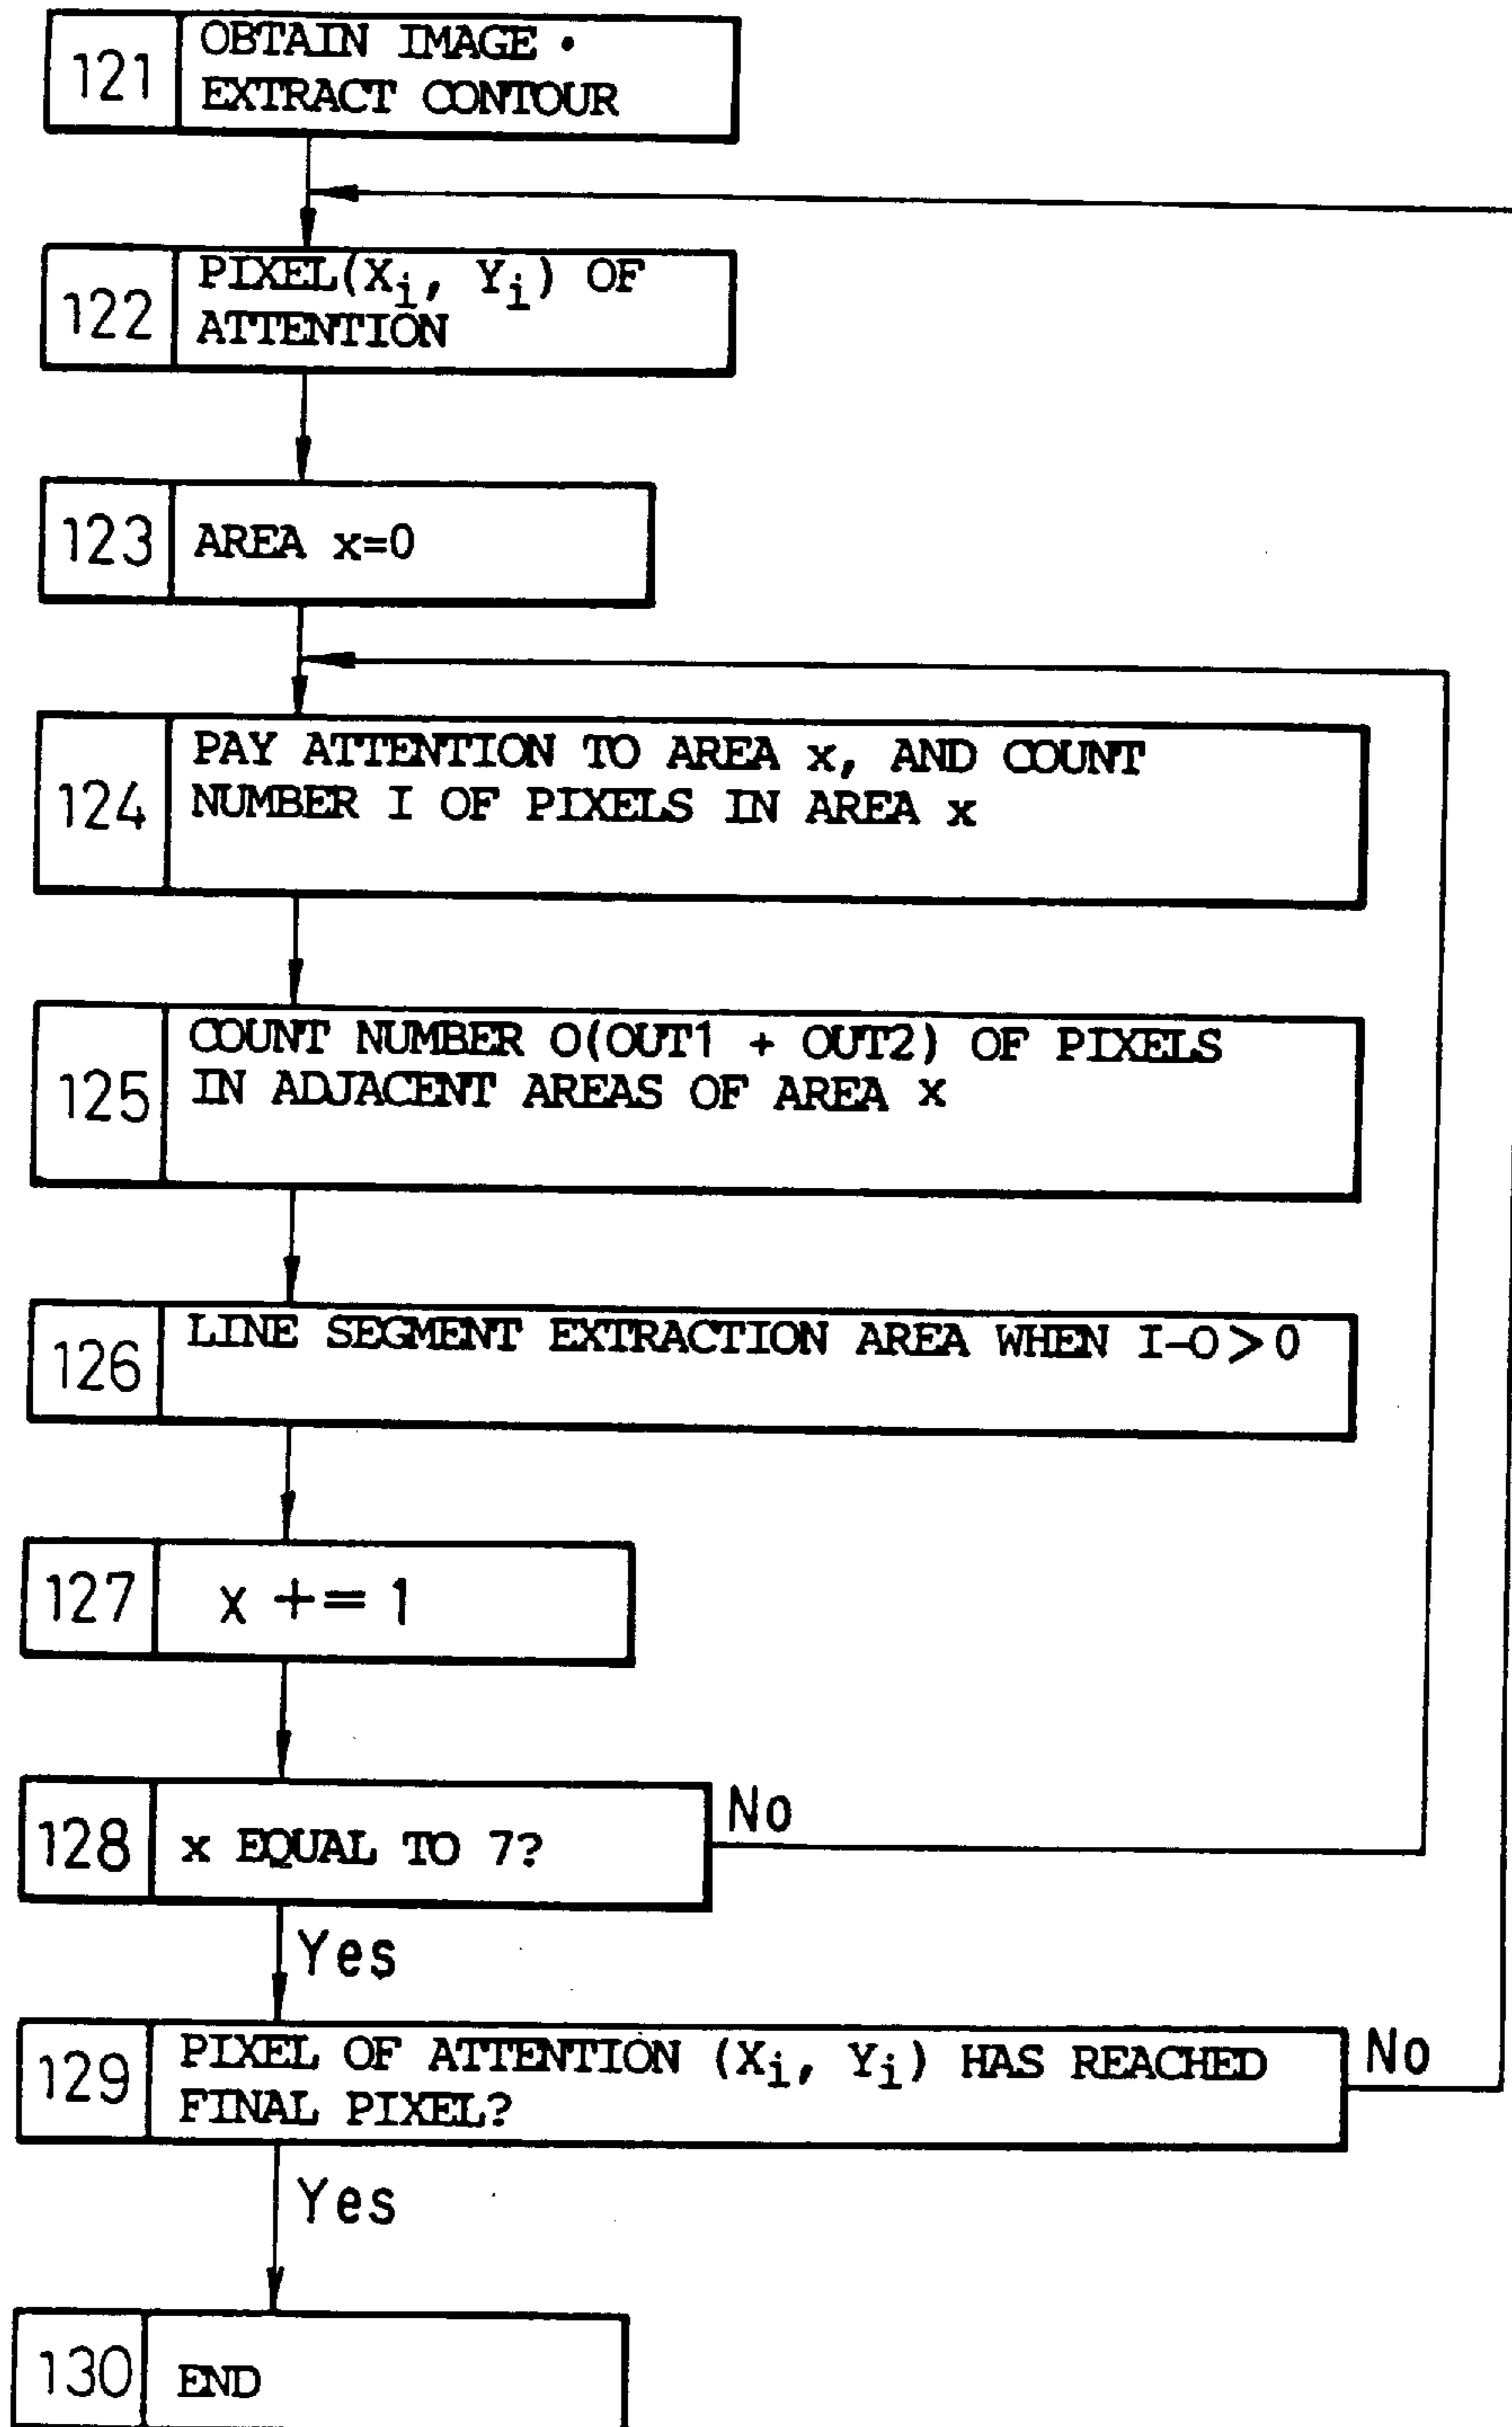 121 OBTAIN IMAGE •
EXTRACT CONTOUR
122 PIXEL(Xi, Yi) OF
ATTENTION
123 AREA x=0
124 PAY ATTENTION TO AREA x, AND COUNT
NUMBER I OF PIXELS IN AREA x
125 COUNT NUMBER O(OUT1 + OUT2) OF PIXELS
IN ADJACENT AREAS OF AREA x
126 LINE SEGMENT EXTRACTION AREA WHEN I-O>0
127 x += 1
128 x EQUAL TO 7?
No
Yes
129 PIXEL OF ATTENTION (Xi, Yi) HAS REACHED
FINAL PIXEL?
No
Yes
130 END